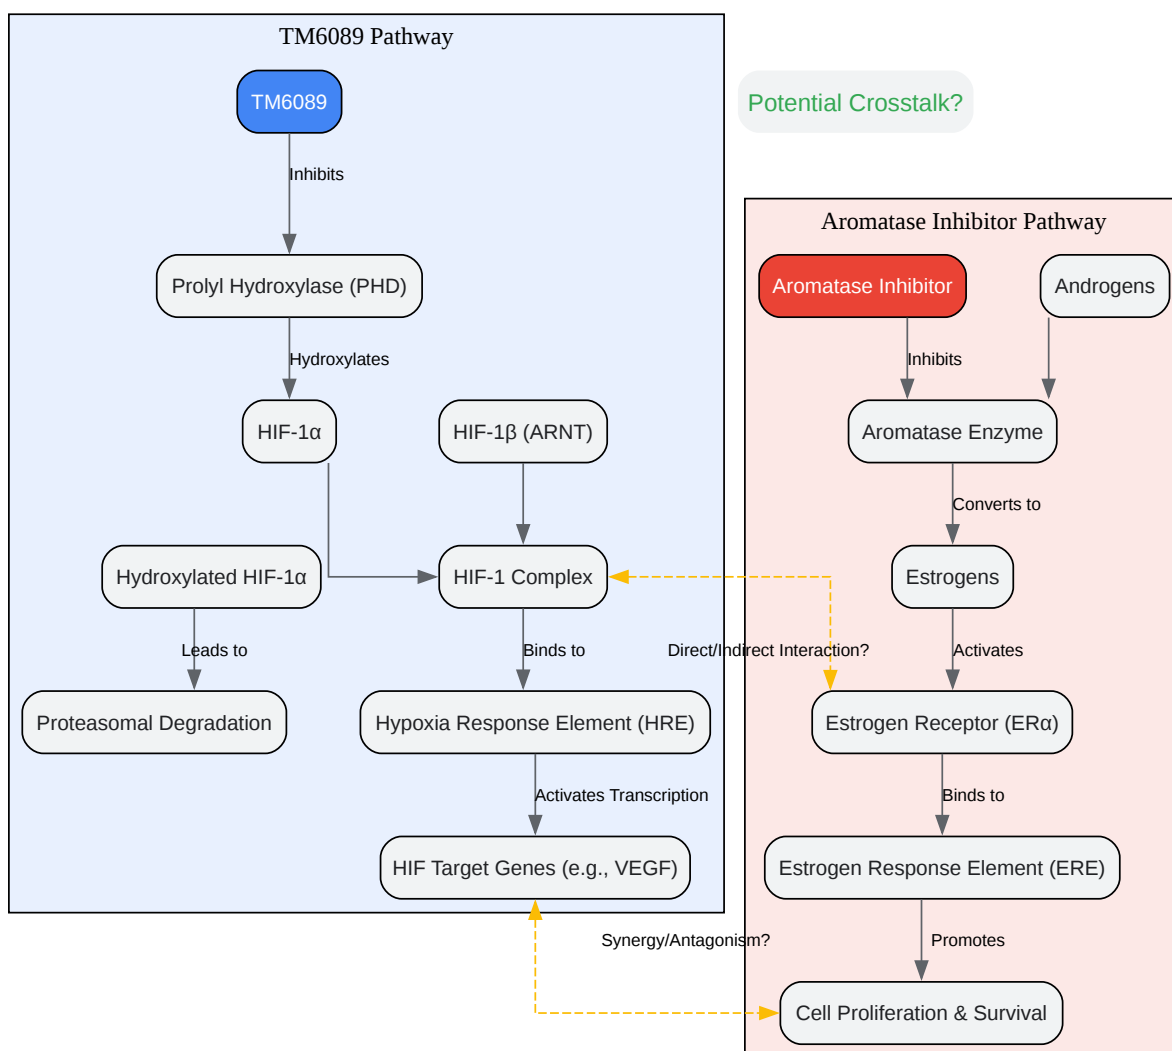 TM6089 Pathway
TM6089
Potential Crosstalk?
Inhibits
Aromatase Inhibitor Pathway
Prolyl Hydroxylase (PHD)
Aromatase Inhibitor
Androgens
Hydroxylates
Inhibits
HIF-1α
HIF-1β (ARNT)
Aromatase Enzyme
Converts to
Hydroxylated HIF-1α
HIF-1 Complex
Estrogens
Leads to
Binds to
Direct/Indirect Interaction?
Activates
Proteasomal Degradation
Hypoxia Response Element (HRE)
Estrogen Receptor (ERα)
Activates Transcription
Binds to
HIF Target Genes (e.g., VEGF)
Estrogen Response Element (ERE)
Synergy/Antagonism?
Promotes
Cell Proliferation & Survival